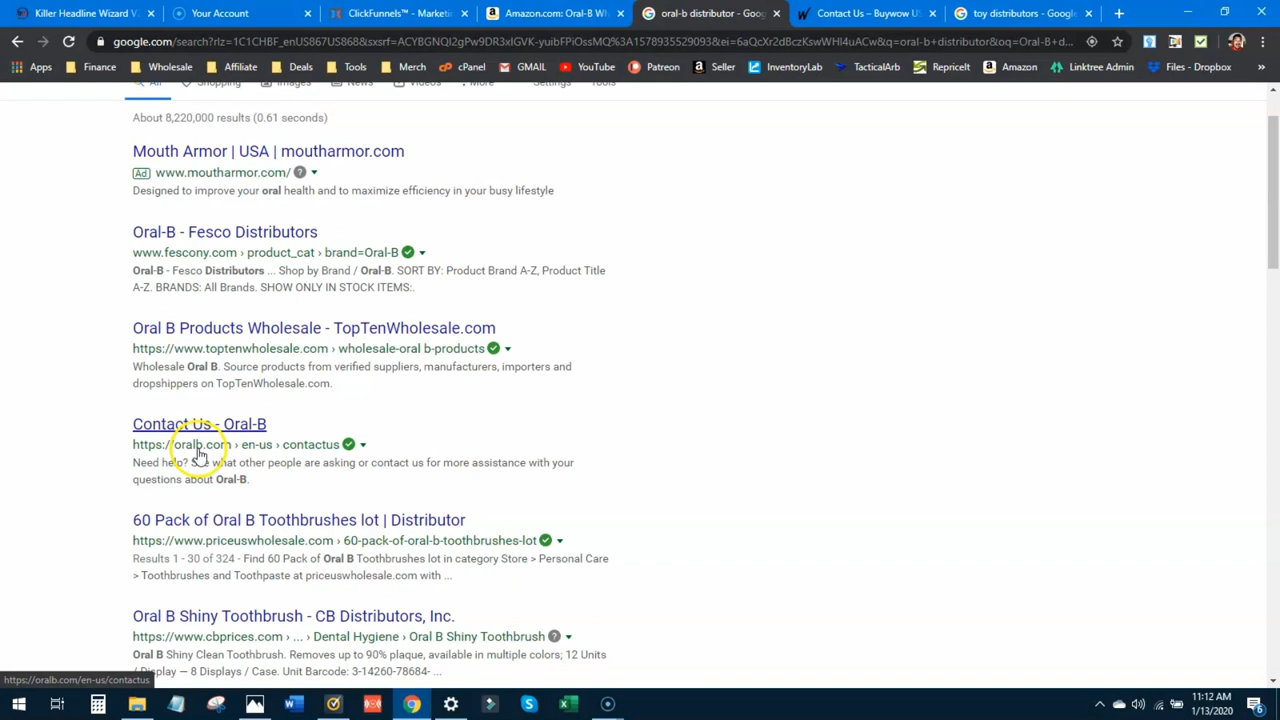 Killer Headline Wizard V
Your Account
ClickFunnels™ - Marketi
Amazon.com: Oral-B Wh
oral-b distributor - Goog
Contact Us – Buywow US
toy distributors - Google
google.com/search?rlz=1C1CHBF_enUS867US868&sxsrf=ACYBGNQl2gPw9DR3xIGVK-yuibFPiOssMQ%3A1578935529093&ei=6aQcXr2dBczKswWHl4uACw&q=oral-b+distributor&oq=Oral-B+d...
Apps Finance Wholesale Affiliate Deals Tools Merch cPanel GMAIL YouTube Patreon Seller InventoryLab TacticalArb RepriceIt Amazon Linktree Admin Files - Dropbox »
All Shopping Images News Videos More Settings Tools
About 8,220,000 results (0.61 seconds)
Mouth Armor | USA | moutharmor.com
Ad www.moutharmor.com/
Designed to improve your oral health and to maximize efficiency in your busy lifestyle
Oral-B - Fesco Distributors
www.fescony.com › product_cat › brand=Oral-B
Oral-B - Fesco Distributors ... Shop by Brand / Oral-B. SORT BY: Product Brand A-Z, Product Title
A-Z. BRANDS: All Brands. SHOW ONLY IN STOCK ITEMS:.
Oral B Products Wholesale - TopTenWholesale.com
https://www.toptenwholesale.com › wholesale-oral b-products
Wholesale Oral B. Source products from verified suppliers, manufacturers, importers and
dropshippers on TopTenWholesale.com.
Contact Us - Oral-B
https://oralb.com › en-us › contactus
Need help? See what other people are asking or contact us for more assistance with your
questions about Oral-B.
60 Pack of Oral B Toothbrushes lot | Distributor
https://www.priceuswholesale.com › 60-pack-of-oral-b-toothbrushes-lot
Results 1 - 30 of 324 - Find 60 Pack of Oral B Toothbrushes lot in category Store > Personal Care
> Toothbrushes and Toothpaste at priceuswholesale.com with ...
Oral B Shiny Toothbrush - CB Distributors, Inc.
https://www.cbprices.com › ... › Dental Hygiene › Oral B Shiny Toothbrush
Oral B Shiny Clean Toothbrush. Removes up to 90% plaque, available in multiple colors; 12 Units
/ Display — 8 Displays / Case. Unit Barcode: 3-14260-78684- ...
https://oralb.com/en-us/contactus
11:12 AM
1/13/2020
6